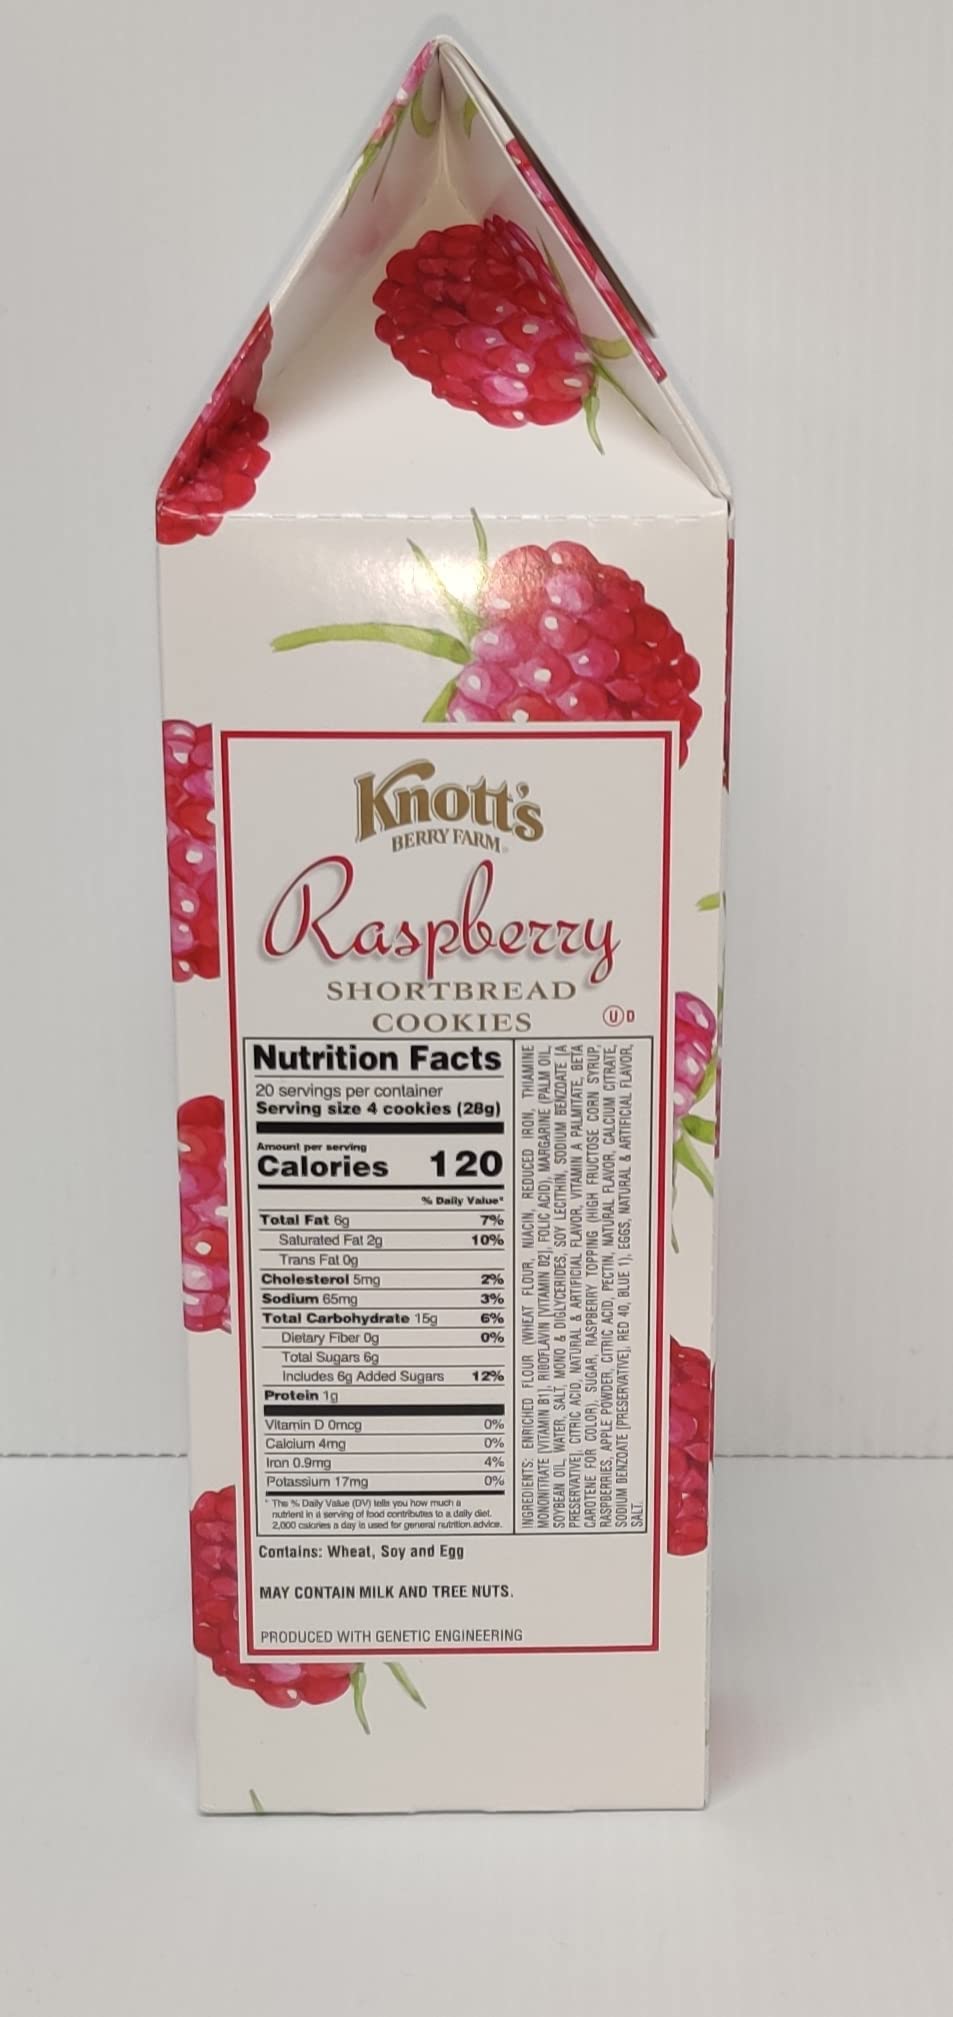 Knott's
BERRY FARM
Raspberry
SHORTBREAD
COOKIES
U D
Nutrition Facts
20 servings per container
Serving size 4 cookies (28g)
Amount per serving
Calories 120
% Daily Value*
Total Fat 6g 7%
Saturated Fat 2g 10%
Trans Fat 0g
Cholesterol 5mg 2%
Sodium 65mg 3%
Total Carbohydrate 15g 6%
Dietary Fiber 0g 0%
Total Sugars 6g
Includes 6g Added Sugars 12%
Protein 1g
Vitamin D 0mcg 0%
Calcium 4mg 0%
Iron 0.9mg 4%
Potassium 17mg 0%
* The % Daily Value (DV) tells you how much a
nutrient in a serving of food contributes to a daily diet.
2,000 calories a day is used for general nutrition advice.
INGREDIENTS: ENRICHED FLOUR (WHEAT FLOUR, NIACIN, REDUCED IRON, THIAMINE
MONONITRATE [VITAMIN B1], RIBOFLAVIN [VITAMIN B2], FOLIC ACID), MARGARINE (PALM OIL,
SOYBEAN OIL, WATER, SALT, MONO & DIGLYCERIDES, SOY LECITHIN, SODIUM BENZOATE [A
PRESERVATIVE], CITRIC ACID, NATURAL & ARTIFICIAL FLAVOR, VITAMIN A PALMITATE, BETA
CAROTENE FOR COLOR), SUGAR, RASPBERRY TOPPING (HIGH FRUCTOSE CORN SYRUP,
RASPBERRIES, APPLE POWDER, CITRIC ACID, PECTIN, NATURAL FLAVOR, CALCIUM CITRATE,
SODIUM BENZOATE [PRESERVATIVE], RED 40, BLUE 1), EGGS, NATURAL & ARTIFICIAL FLAVOR,
SALT.
Contains: Wheat, Soy and Egg
MAY CONTAIN MILK AND TREE NUTS.
PRODUCED WITH GENETIC ENGINEERING